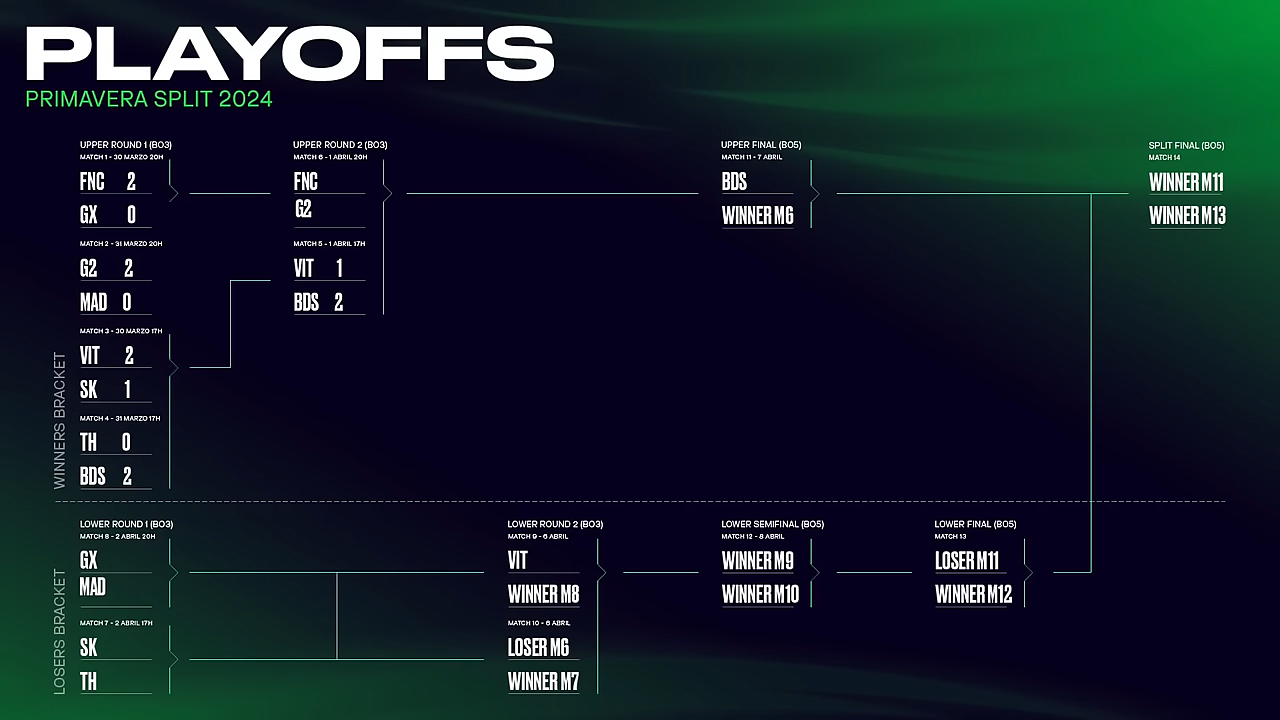 PLAYOFFS
PRIMAVERA SPLIT 2024
WINNERS BRACKET
UPPER ROUND 1 (BO3)
MATCH 1 - 30 MARZO 20H
FNC 2
GX 0
MATCH 2 - 31 MARZO 20H
G2 2
MAD 0
MATCH 3 - 30 MARZO 17H
VIT 2
SK 1
MATCH 4 - 31 MARZO 17H
TH 0
BDS 2
UPPER ROUND 2 (BO3)
MATCH 6 - 1 ABRIL 20H
FNC
G2
MATCH 5 - 1 ABRIL 17H
VIT 1
BDS 2
UPPER FINAL (BO5)
MATCH 11 - 7 ABRIL
BDS
WINNER M6
SPLIT FINAL (BO5)
MATCH 14
WINNER M11
WINNER M13
LOSERS BRACKET
LOWER ROUND 1 (BO3)
MATCH 8 - 2 ABRIL 20H
GX
MAD
MATCH 7 - 2 ABRIL 17H
SK
TH
LOWER ROUND 2 (BO3)
MATCH 9 - 6 ABRIL
VIT
WINNER M8
MATCH 10 - 6 ABRIL
LOSER M6
WINNER M7
LOWER SEMIFINAL (BO5)
MATCH 12 - 8 ABRIL
WINNER M9
WINNER M10
LOWER FINAL (BO5)
MATCH 13
LOSER M11
WINNER M12